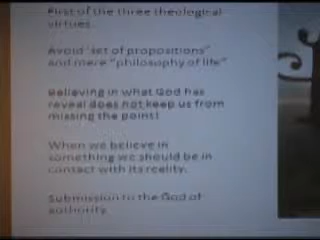 First of the three theological
virtues.
Avoid "set of propositions"
and mere "philosophy of life"
Believing in what God has
reveal does not keep us from
missing the point!
When we believe in
something we should be in
contact with its reality.
Submission to the God of
authority